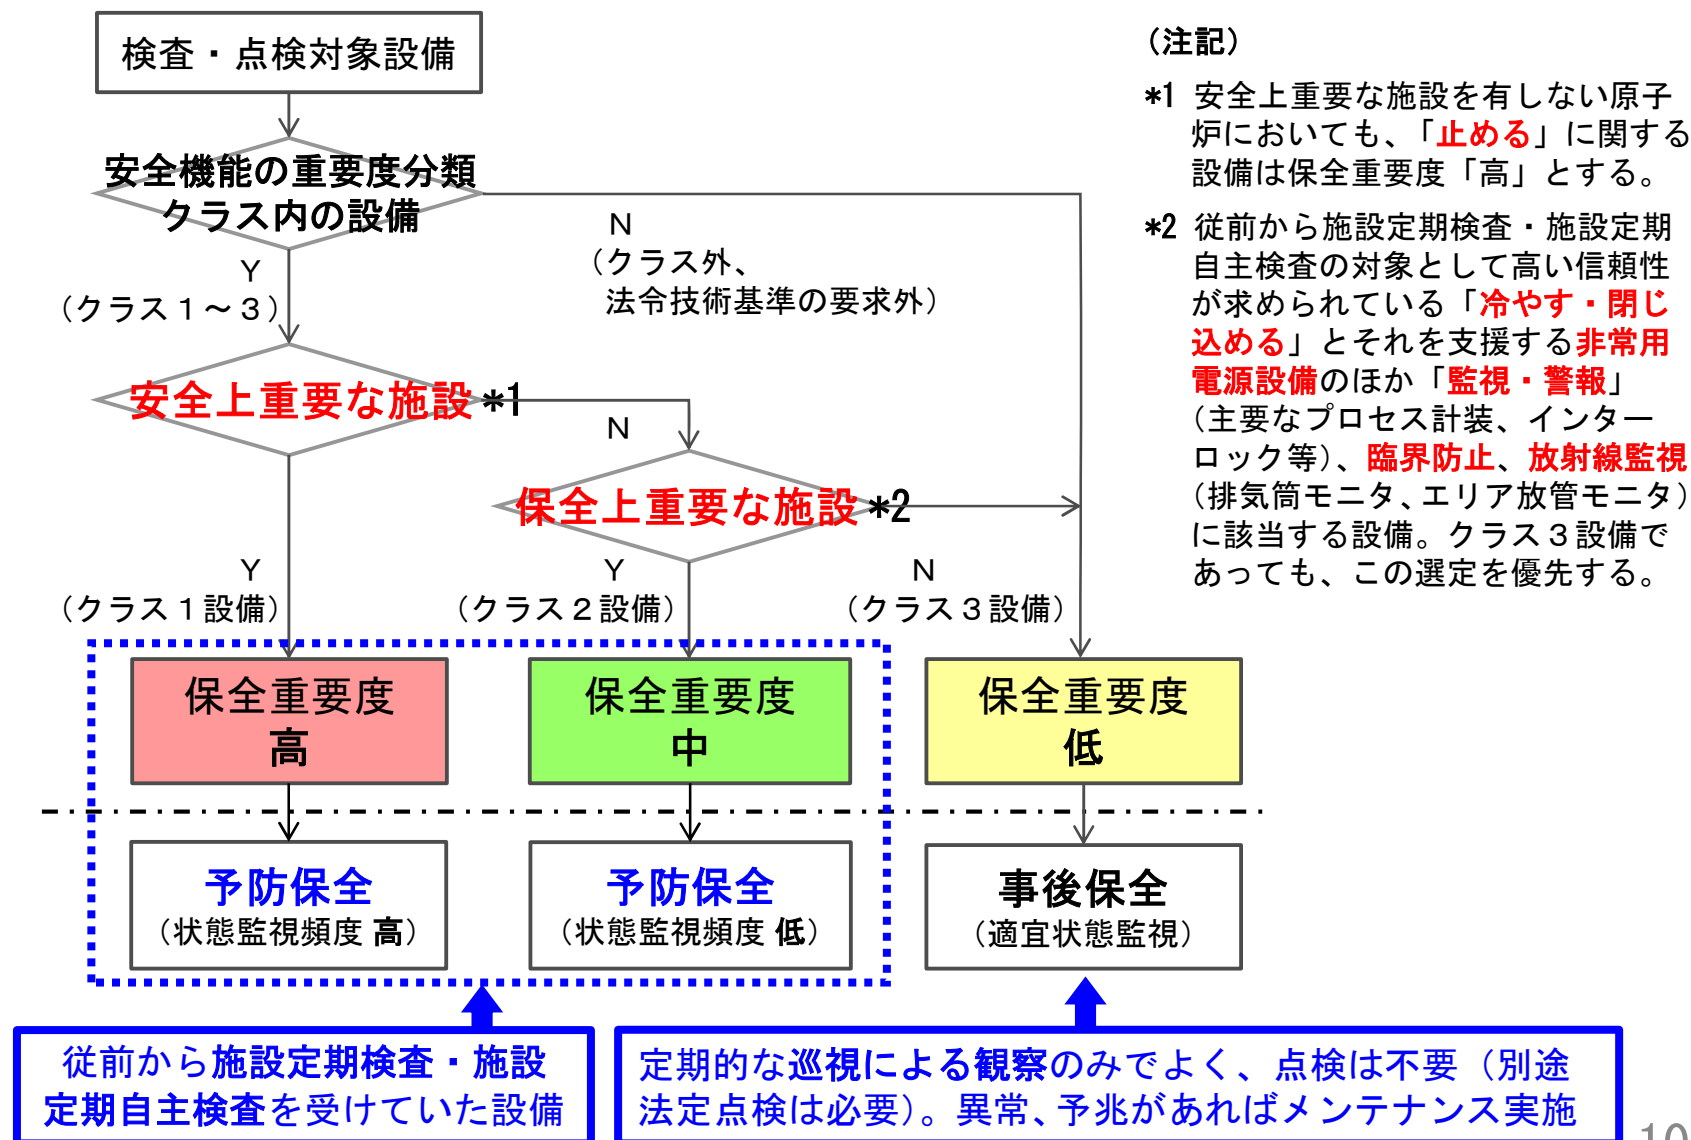 検査・点検対象設備
安全機能の重要度分類
クラス内の設備
Y
（クラス１～３）
N
（クラス外、
法令技術基準の要求外）
安全上重要な施設*1
N
保全上重要な施設*2
Y
（クラス１設備）
Y
（クラス２設備）
N
（クラス３設備）
保全重要度
高
保全重要度
中
保全重要度
低
予防保全
（状態監視頻度 高）
予防保全
（状態監視頻度 低）
事後保全
（適宜状態監視）
従前から施設定期検査・施設
定期自主検査を受けていた設備
定期的な巡視による観察のみでよく、点検は不要（別途
法定点検は必要）。異常、予兆があればメンテナンス実施
（注記）
*1 安全上重要な施設を有しない原子
炉においても、「止める」に関する
設備は保全重要度「高」とする。
*2 従前から施設定期検査・施設定期
自主検査の対象として高い信頼性
が求められている「冷やす・閉じ
込める」とそれを支援する非常用
電源設備のほか「監視・警報」
（主要なプロセス計装、インター
ロック等）、臨界防止、放射線監視
（排気筒モニタ、エリア放管モニタ）
に該当する設備。クラス３設備で
あっても、この選定を優先する。
10